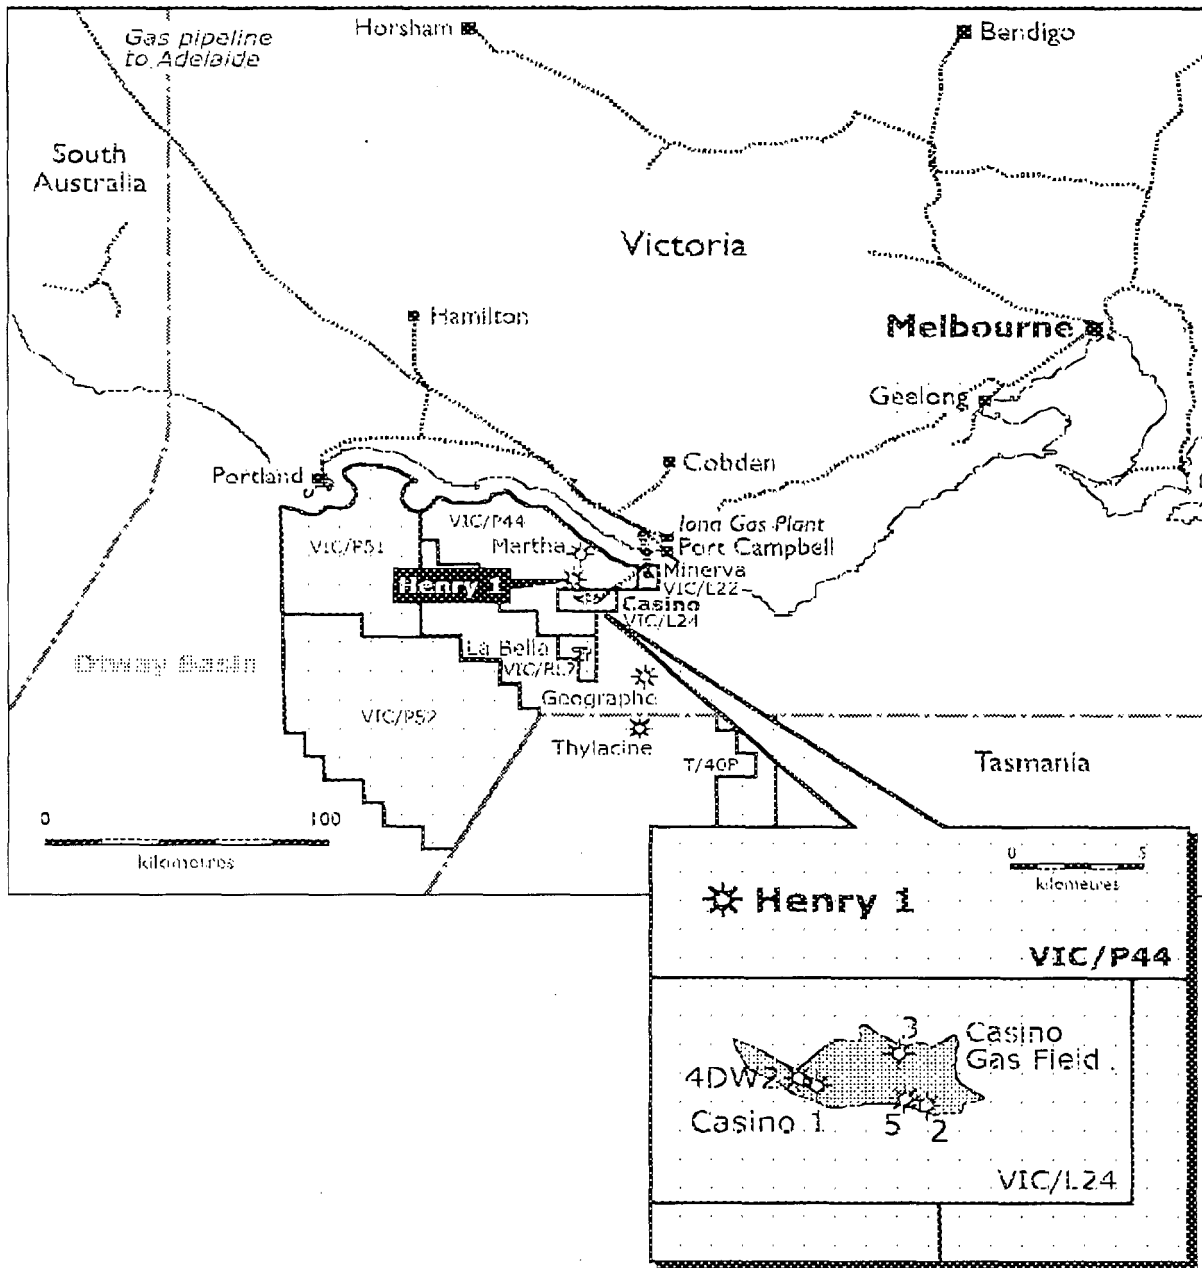 Gas pipeline
to Adelaide
Horsham
Bendigo
South
Australia
Victoria
Hamilton
Melbourne
Geelong
Portland
Cobden
VIC/P44
Iona Gas Plant
VIC/P51
Martha
Port Campbell
Minerva
VIC/L22
Henry 1
Casino
VIC/L24
Otway Basin
La Bella
VIC/RL7
Geographe
VIC/P52
Thylacine
T/40P
Tasmania
0 100
kilometres
0 5
kilometres
Henry 1
VIC/P44
3
Casino
Gas Field
4DW2
Casino 1
5
2
VIC/L24